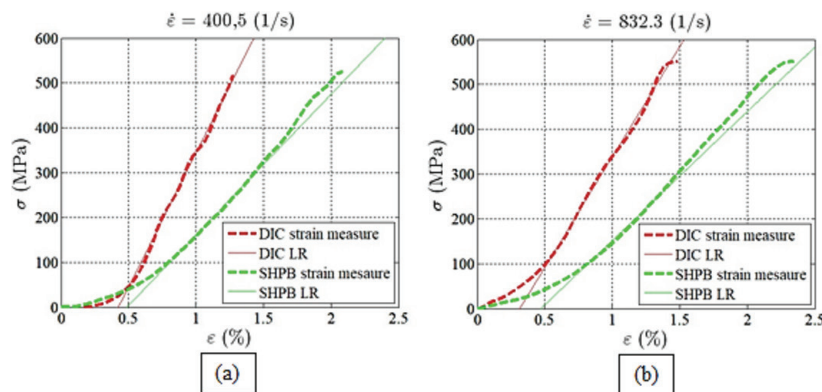 ε̇ = 400,5 (1/s)
600
500
400
300
200
100
0
σ (MPa)
DIC strain measure
DIC LR
SHPB strain mesaure
SHPB LR
0
0.5
1
1.5
2
2.5
ε (%)
(a)
ε̇ = 832.3 (1/s)
600
500
400
300
200
100
0
σ (MPa)
DIC strain measure
DIC LR
SHPB strain mesaure
SHPB LR
0
0.5
1
1.5
2
2.5
ε (%)
(b)